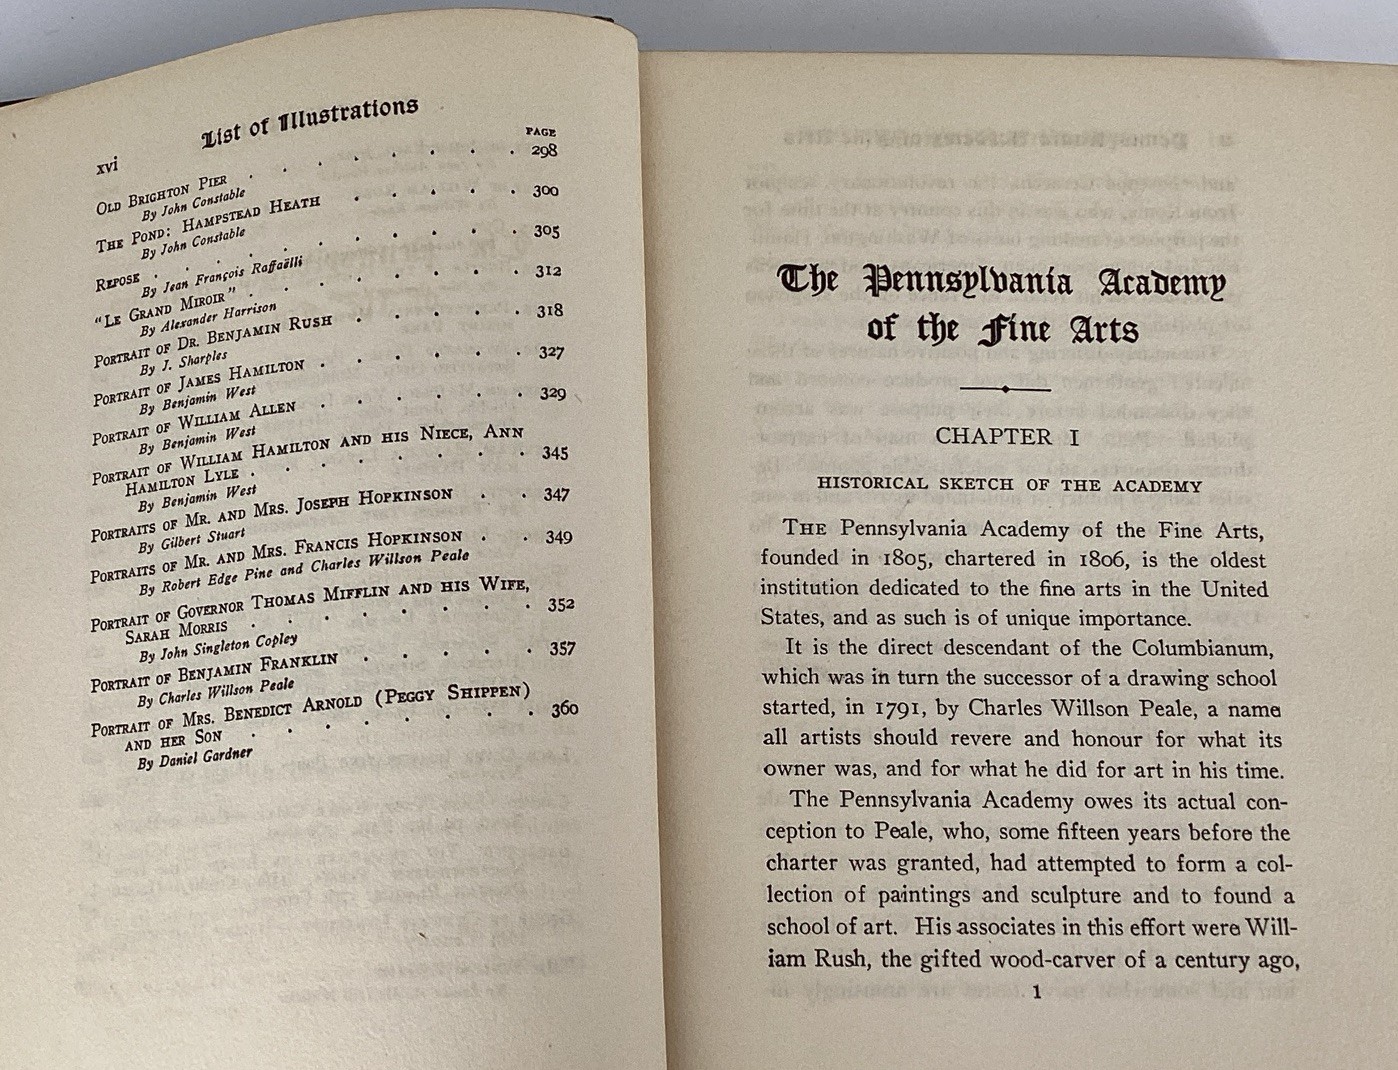 xvi
List of Illustrations
PAGE
OLD BRIGHTON PIER . . . . . . . 298
By John Constable
THE POND: HAMPSTEAD HEATH . . . . . 300
By John Constable
REPOSE . . . . . . . . . . 305
By Jean François Raffaëlli
"LE GRAND MIROIR" . . . . . . . . 312
By Alexander Harrison
PORTRAIT OF DR. BENJAMIN RUSH . . . . . 318
By J. Sharples
PORTRAIT OF JAMES HAMILTON . . . . . . 327
By Benjamin West
PORTRAIT OF WILLIAM ALLEN . . . . . . 329
By Benjamin West
PORTRAIT OF WILLIAM HAMILTON AND HIS NIECE, ANN
HAMILTON LYLE . . . . . . . . 345
By Benjamin West
PORTRAITS OF MR. AND MRS. JOSEPH HOPKINSON . . 347
By Gilbert Stuart
PORTRAITS OF MR. AND MRS. FRANCIS HOPKINSON . . 349
By Robert Edge Pine and Charles Willson Peale
PORTRAIT OF GOVERNOR THOMAS MIFFLIN AND HIS WIFE,
SARAH MORRIS . . . . . . . . 352
By John Singleton Copley
PORTRAIT OF BENJAMIN FRANKLIN . . . . . 357
By Charles Willson Peale
PORTRAIT OF MRS. BENEDICT ARNOLD (PEGGY SHIPPEN)
AND HER SON . . . . . . . . 360
By Daniel Gardner
The Pennsylvania Academy
of the Fine Arts
CHAPTER I
HISTORICAL SKETCH OF THE ACADEMY
THE Pennsylvania Academy of the Fine Arts,
founded in 1805, chartered in 1806, is the oldest
institution dedicated to the fine arts in the United
States, and as such is of unique importance.
It is the direct descendant of the Columbianum,
which was in turn the successor of a drawing school
started, in 1791, by Charles Willson Peale, a name
all artists should revere and honour for what its
owner was, and for what he did for art in his time.
The Pennsylvania Academy owes its actual con-
ception to Peale, who, some fifteen years before the
charter was granted, had attempted to form a col-
lection of paintings and sculpture and to found a
school of art. His associates in this effort were Will-
iam Rush, the gifted wood-carver of a century ago,
1